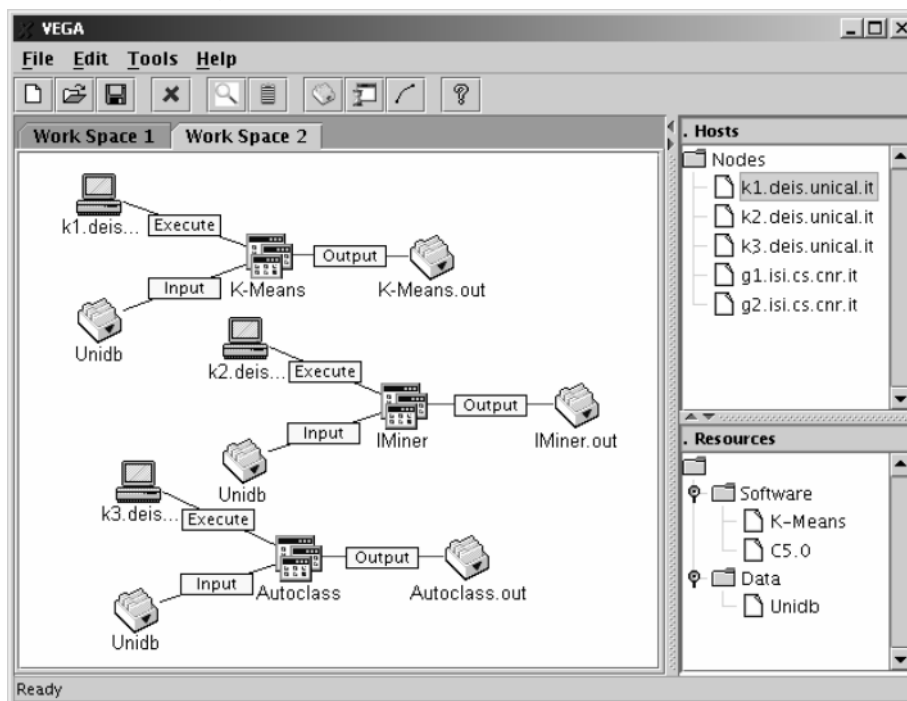 VEGA
File Edit Tools Help
Work Space 1 Work Space 2
k1.deis...
Execute
Input
Unidb
K-Means
Output
K-Means.out
k2.deis...
Execute
Input
Unidb
IMiner
Output
IMiner.out
k3.deis...
Execute
Input
Unidb
Autoclass
Output
Autoclass.out
. Hosts
Nodes
k1.deis.unical.it
k2.deis.unical.it
k3.deis.unical.it
g1.isi.cs.cnr.it
g2.isi.cs.cnr.it
. Resources
Software
K-Means
C5.0
Data
Unidb
Ready